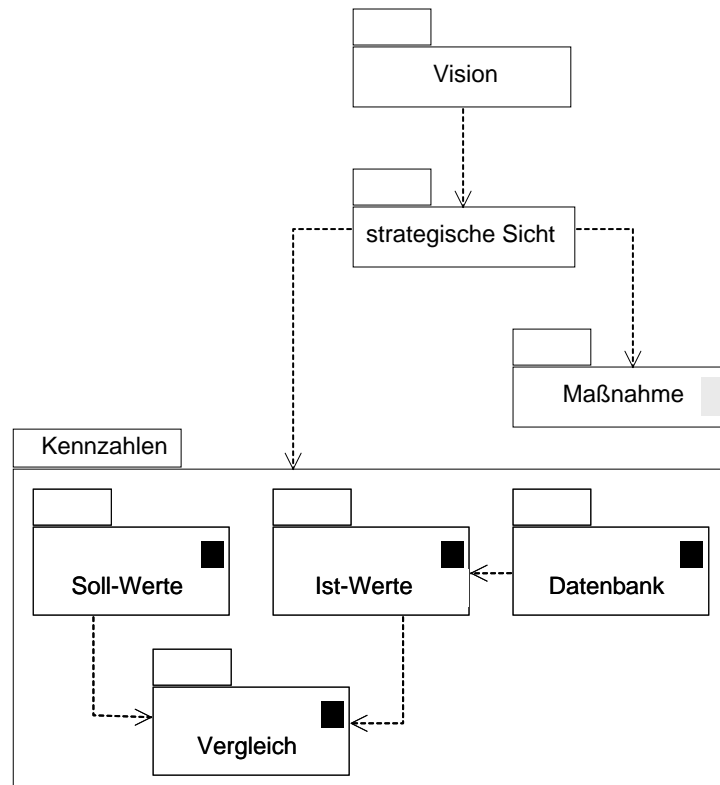 Vision
strategische Sicht
Maßnahme
Kennzahlen
Soll-Werte
Ist-Werte
Datenbank
Vergleich